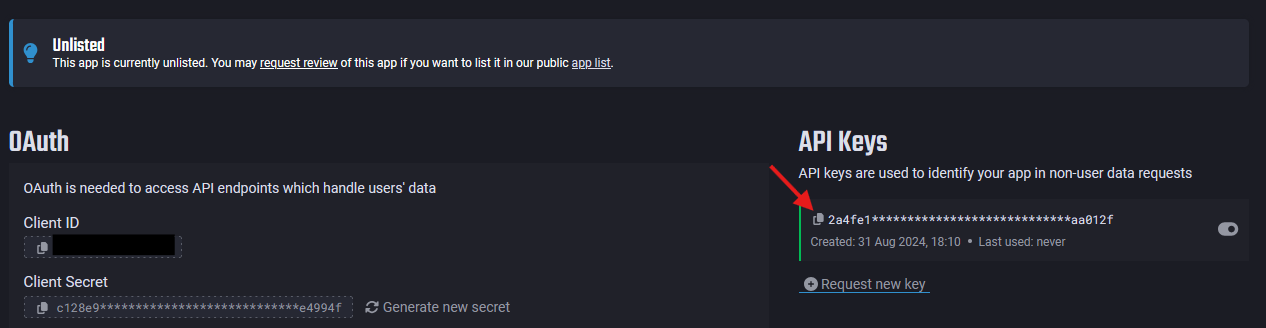 Unlisted
This app is currently unlisted. You may request review of this app if you want to list it in our public app list.
OAuth
OAuth is needed to access API endpoints which handle users' data
Client ID
Client Secret
c128e9****************************e4994f
Generate new secret
API Keys
API keys are used to identify your app in non-user data requests
2a4fe1****************************aa012f
Created: 31 Aug 2024, 18:10 • Last used: never
Request new key